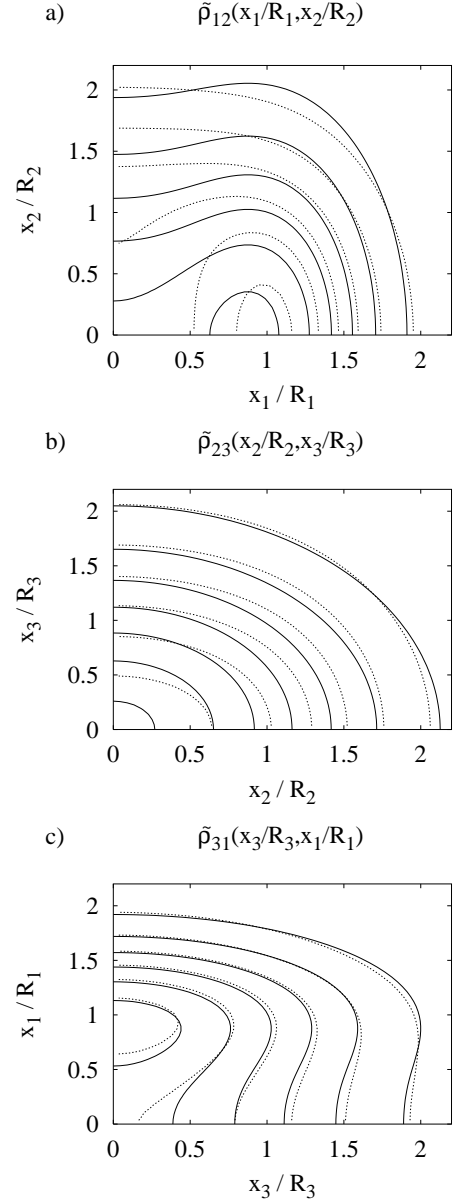 a) ρ̃₁₂(x₁/R₁,x₂/R₂)
2
1.5
1
0.5
0
x₂ / R₂
0 0.5 1 1.5 2
x₁ / R₁
b) ρ̃₂₃(x₂/R₂,x₃/R₃)
2
1.5
1
0.5
0
x₃ / R₃
0 0.5 1 1.5 2
x₂ / R₂
c) ρ̃₃₁(x₃/R₃,x₁/R₁)
2
1.5
1
0.5
0
x₁ / R₁
0 0.5 1 1.5 2
x₃ / R₃